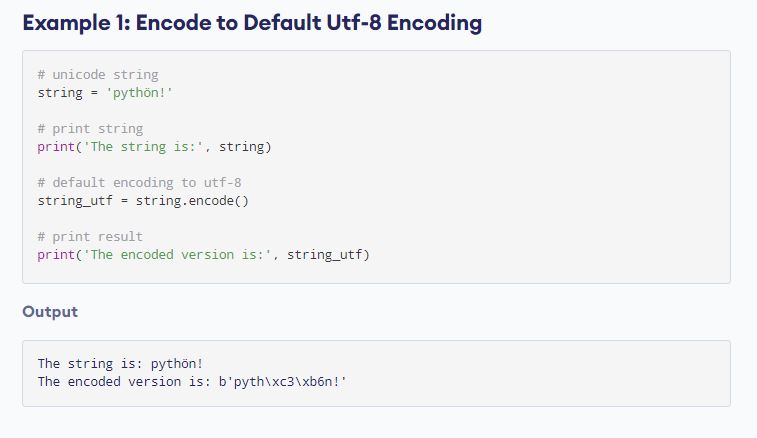 Example 1: Encode to Default Utf-8 Encoding
# unicode string
string = 'pythön!'
# print string
print('The string is:', string)
# default encoding to utf-8
string_utf = string.encode()
# print result
print('The encoded version is:', string_utf)
Output
The string is: pythön!
The encoded version is: b'pyth\xc3\xb6n!'